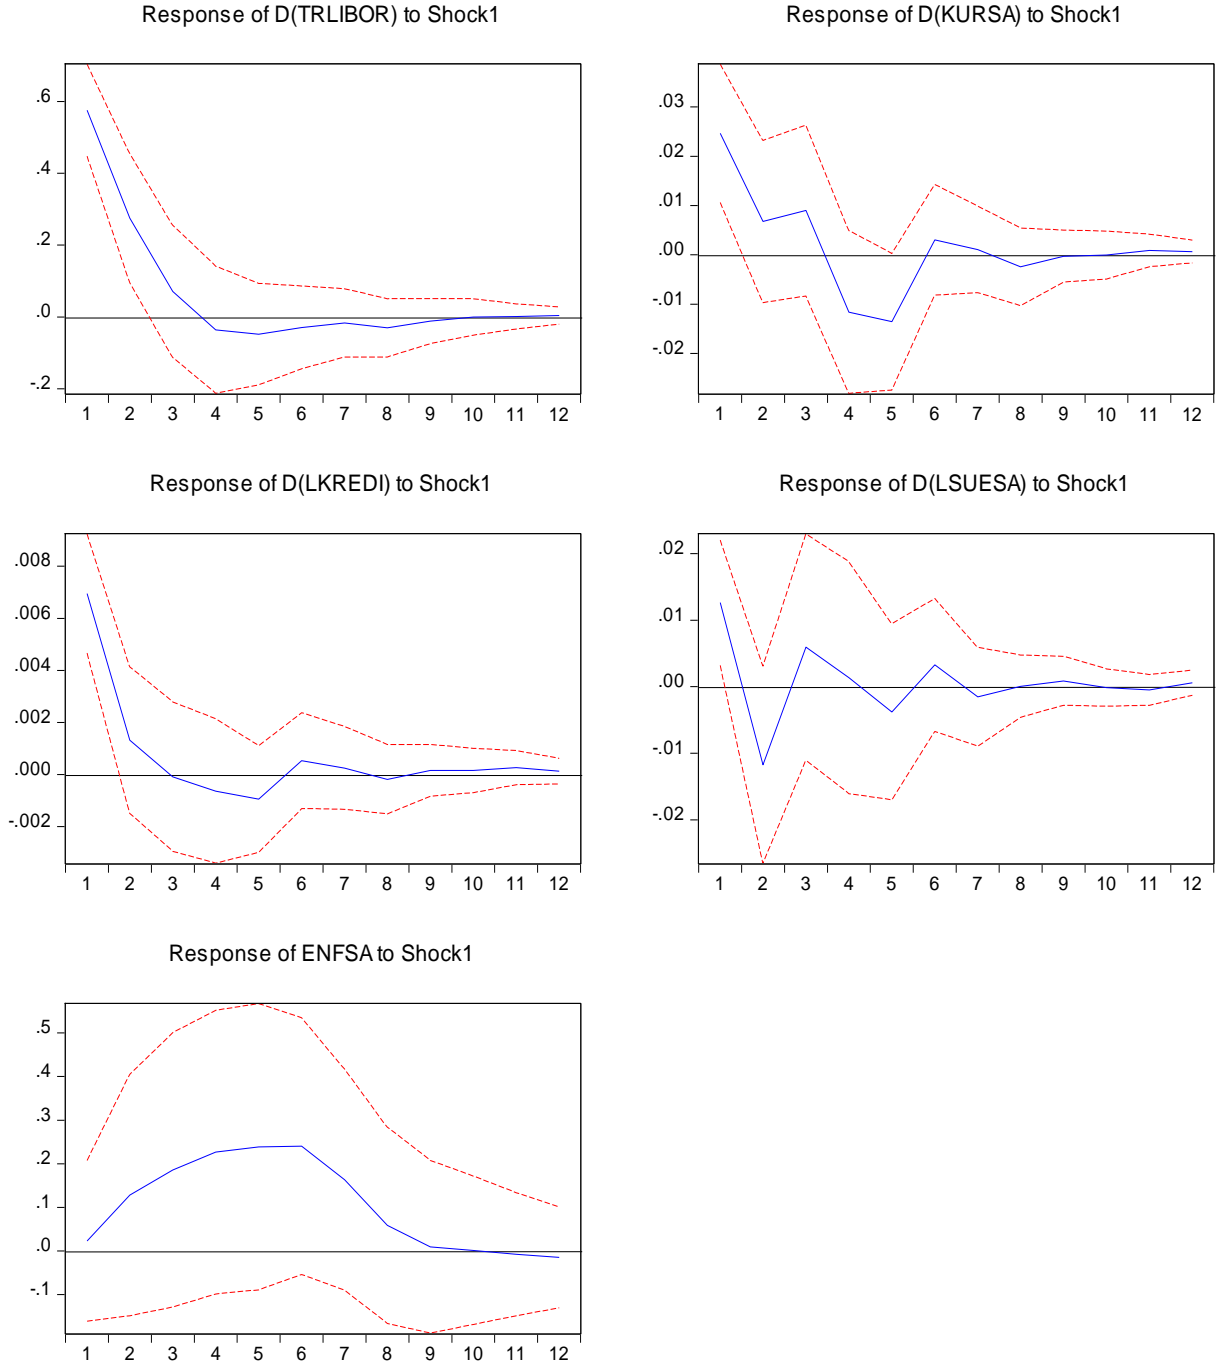 Response of D(TRLIBOR) to Shock1
.6
.4
.2
.0
-.2
1 2 3 4 5 6 7 8 9 10 11 12
Response of D(KURSA) to Shock1
.03
.02
.01
.00
-.01
-.02
1 2 3 4 5 6 7 8 9 10 11 12
Response of D(LKREDI) to Shock1
.008
.006
.004
.002
.000
-.002
1 2 3 4 5 6 7 8 9 10 11 12
Response of D(LSUESA) to Shock1
.02
.01
.00
-.01
-.02
1 2 3 4 5 6 7 8 9 10 11 12
Response of ENFSA to Shock1
.5
.4
.3
.2
.1
.0
-.1
1 2 3 4 5 6 7 8 9 10 11 12